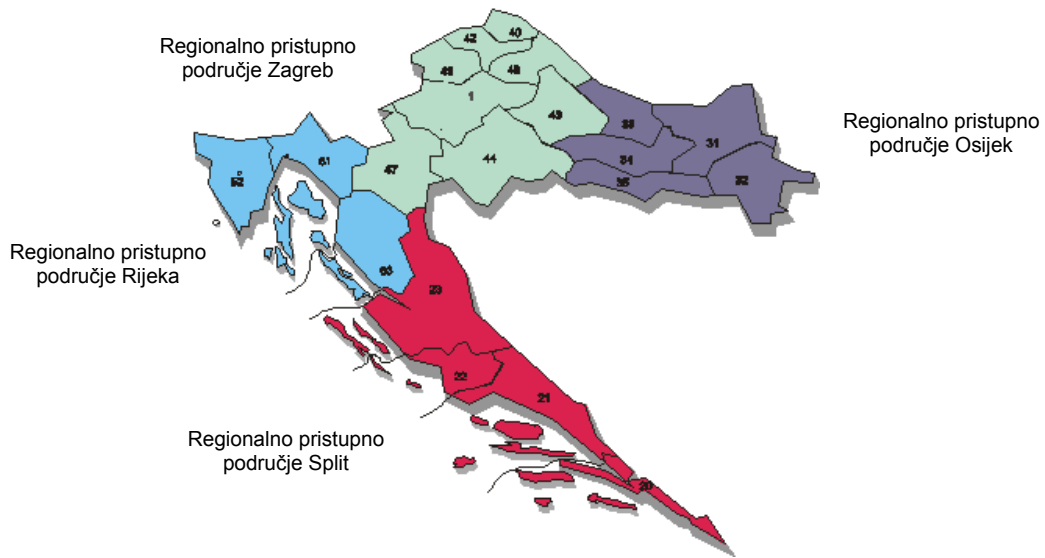 Regionalno pristupno
područje Zagreb
42
40
48
1
43
Regionalno pristupno
područje Osijek
33
31
34
35
32
51
47
44
52
Regionalno pristupno
područje Rijeka
53
23
22
21
Regionalno pristupno
područje Split
20